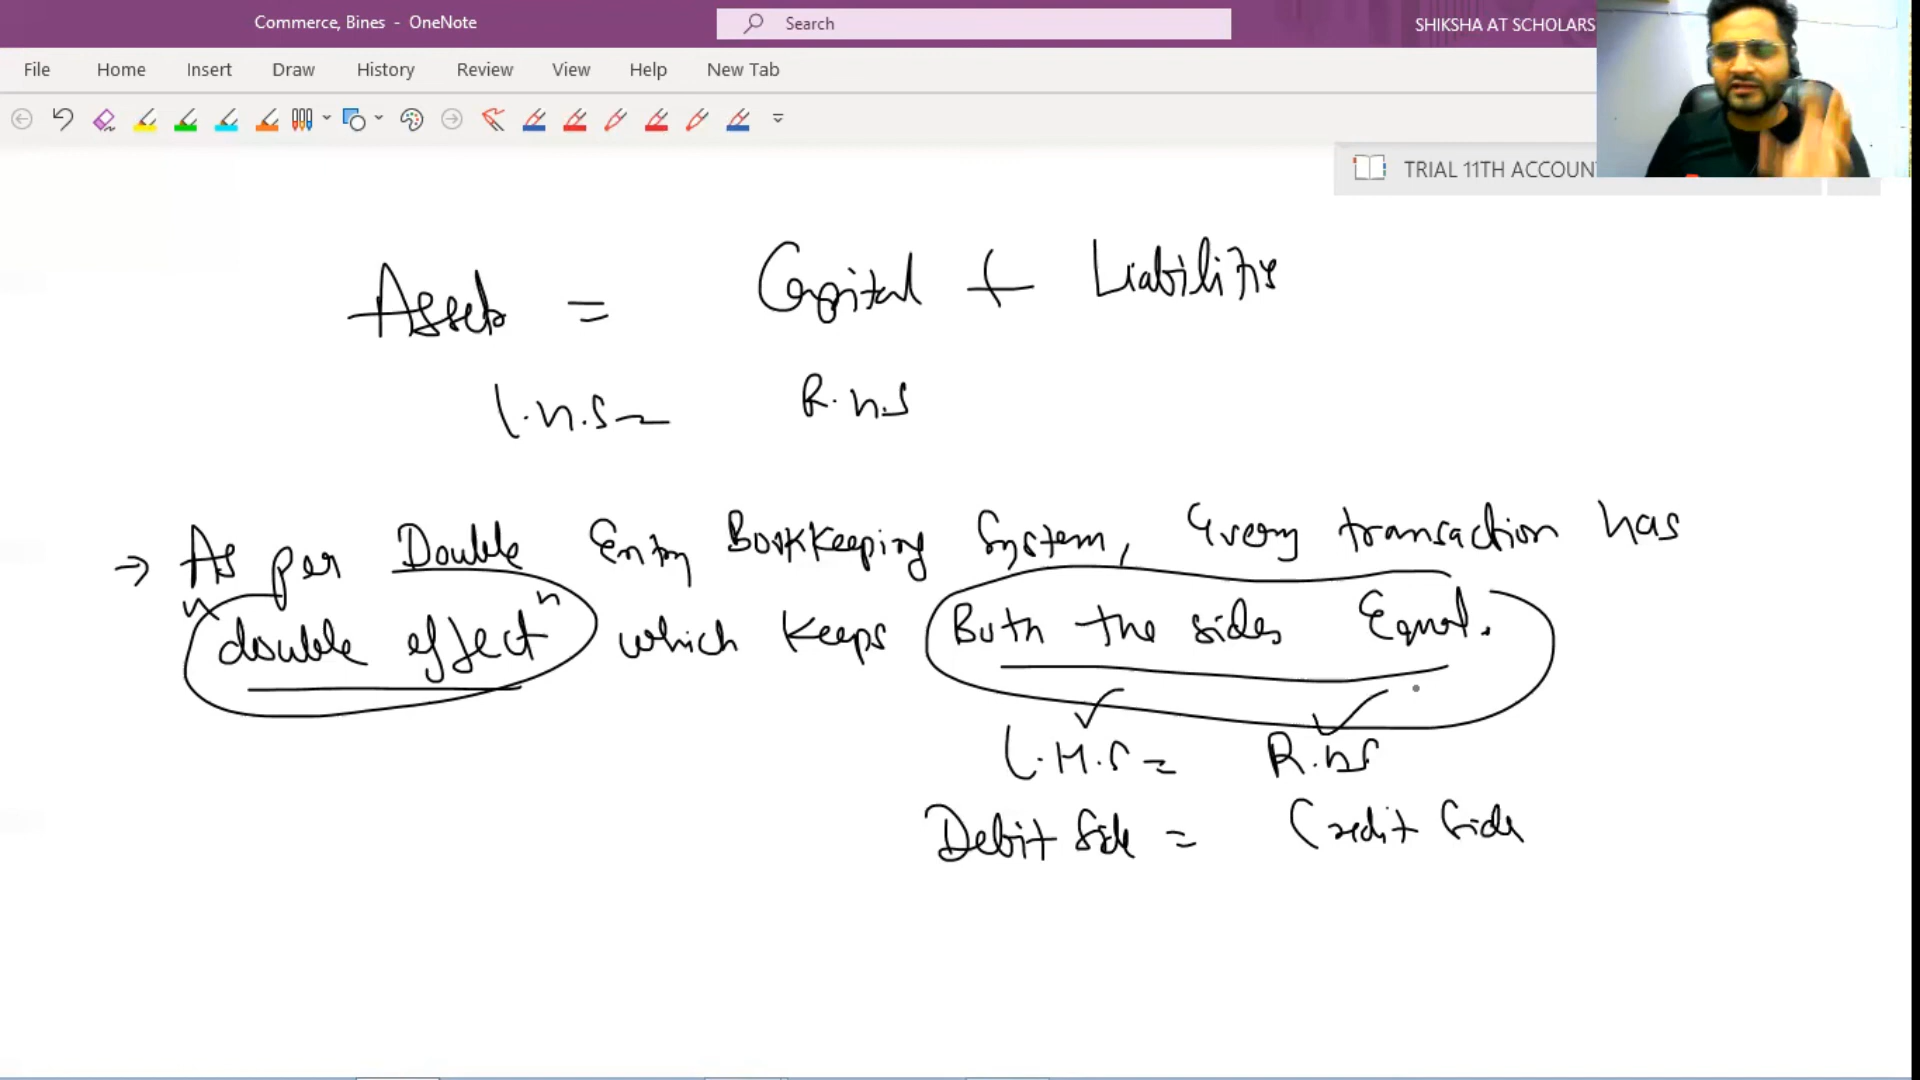 Commerce, Bines - OneNote
Search
SHIKSHA AT SCHOLARS
File Home Insert Draw History Review View Help New Tab
TRIAL 11TH ACCOUN
Assets = Capital + Liabilities
L.H.S = R.H.S
→ As per Double Entry Bookkeeping System, Every transaction has
"double effect" which keeps Both the sides Equal.
L.H.S = R.H.S
Debit Side = Credit Side